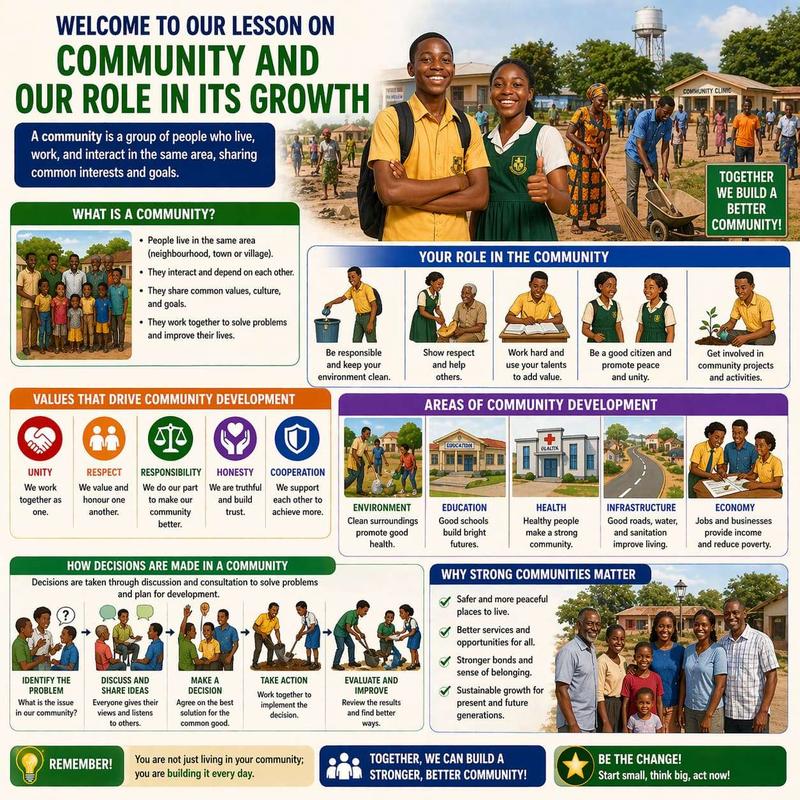 WELCOME TO OUR LESSON ON
COMMUNITY AND
OUR ROLE IN ITS GROWTH
A community is a group of people who live,
work, and interact in the same area, sharing
common interests and goals.
COMMUNITY CLINIC
TOGETHER
WE BUILD A
BETTER
COMMUNITY!
WHAT IS A COMMUNITY?
• People live in the same area
(neighbourhood, town or village).
• They interact and depend on each other.
• They share common values, culture,
and goals.
• They work together to solve problems
and improve their lives.
YOUR ROLE IN THE COMMUNITY
Be responsible
and keep your
environment clean.
Show respect
and help
others.
Work hard and
use your talents
to add value.
Be a good citizen and
promote peace
and unity.
Get involved in
community projects
and activities.
VALUES THAT DRIVE COMMUNITY DEVELOPMENT
UNITY
We work
together as
one.
RESPECT
We value and
honour one
another.
RESPONSIBILITY
We do our part
to make our
community
better.
HONESTY
We are truthful
and build
trust.
COOPERATION
We support
each other to
achieve more.
AREAS OF COMMUNITY DEVELOPMENT
ENVIRONMENT
Clean surroundings
promote good
health.
EDUCATION
EDUCATION
Good schools
build bright
futures.
HEALTH
Healthy people
make a strong
community.
INFRASTRUCTURE
Good roads, water,
and sanitation
improve living.
ECONOMY
Jobs and businesses
provide income
and reduce poverty.
HOW DECISIONS ARE MADE IN A COMMUNITY
Decisions are taken through discussion and consultation to solve problems
and plan for development.
?
IDENTIFY THE
PROBLEM
What is the issue
in our community?
DISCUSS AND
SHARE IDEAS
Everyone gives their
views and listens
to others.
MAKE A
DECISION
Agree on the best
solution for the
common good.
TAKE ACTION
Work together to
implement the
decision.
EVALUATE AND
IMPROVE
Review the results
and find better
ways.
WHY STRONG COMMUNITIES MATTER
Safer and more peaceful
places to live.
Better services and
opportunities for all.
Stronger bonds and
sense of belonging.
Sustainable growth for
present and future
generations.
REMEMBER!
You are not just living in your community;
you are building it every day.
TOGETHER, WE CAN BUILD A
STRONGER, BETTER COMMUNITY!
BE THE CHANGE!
Start small, think big, act now!